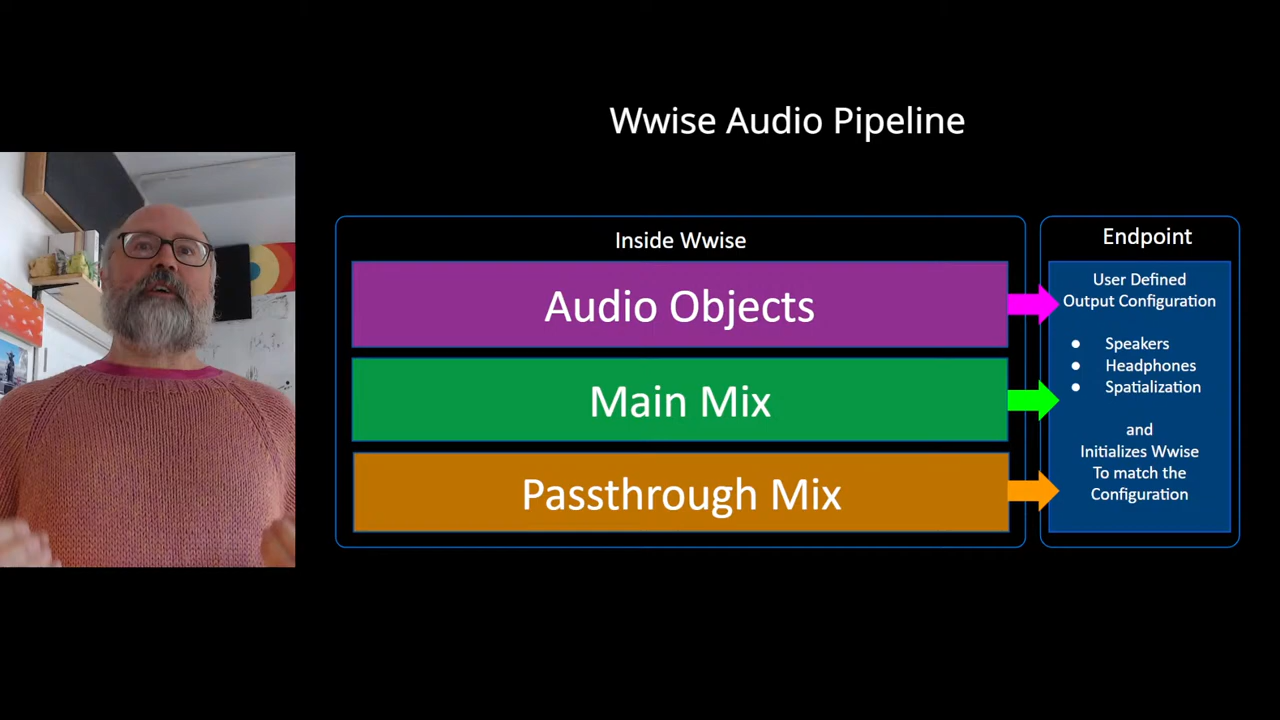 Wwise Audio Pipeline
Inside Wwise
Audio Objects
Main Mix
Passthrough Mix
Endpoint
User Defined
Output Configuration
● Speakers
● Headphones
● Spatialization
and
Initializes Wwise
To match the
Configuration